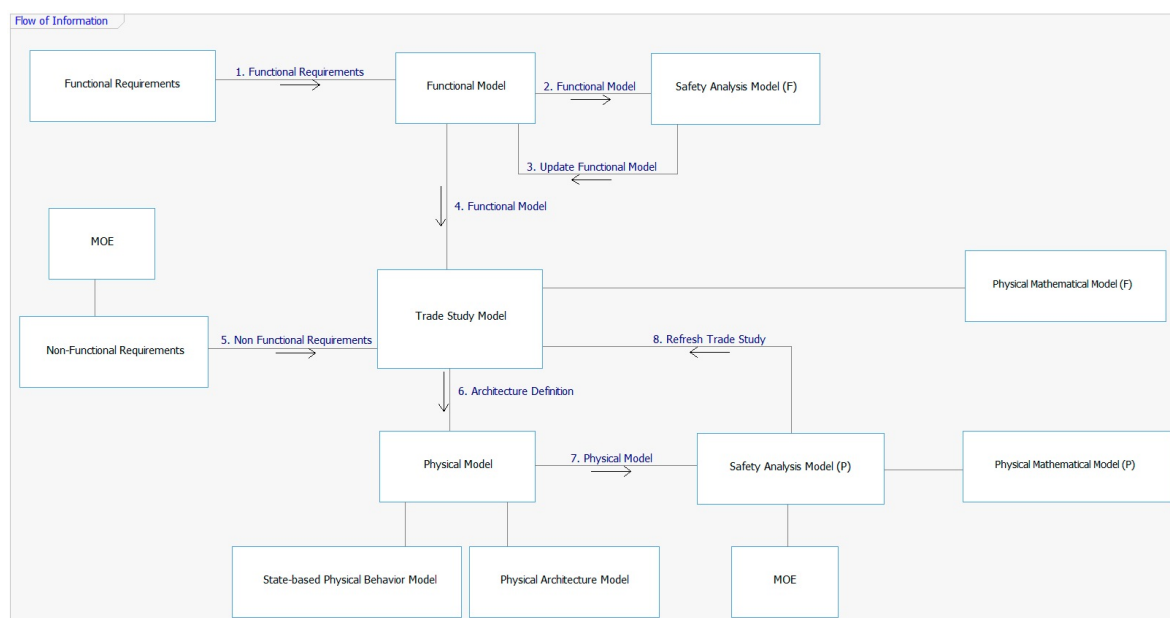 Flow of Information
Functional Requirements
1. Functional Requirements
Functional Model
2. Functional Model
Safety Analysis Model (F)
3. Update Functional Model
4. Functional Model
MOE
Non-Functional Requirements
5. Non Functional Requirements
Trade Study Model
Physical Mathematical Model (F)
8. Refresh Trade Study
6. Architecture Definition
Physical Model
7. Physical Model
Safety Analysis Model (P)
Physical Mathematical Model (P)
State-based Physical Behavior Model
Physical Architecture Model
MOE